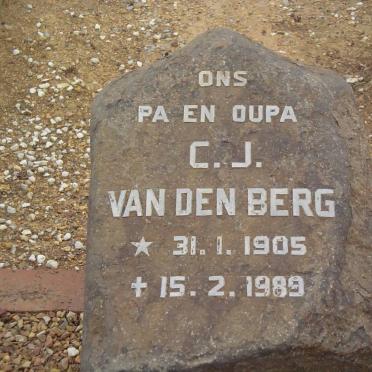 ONS
PA EN OUPA
C. J.
VAN DEN BERG
☆ 31. 1. 1905
✝ 15. 2. 1989